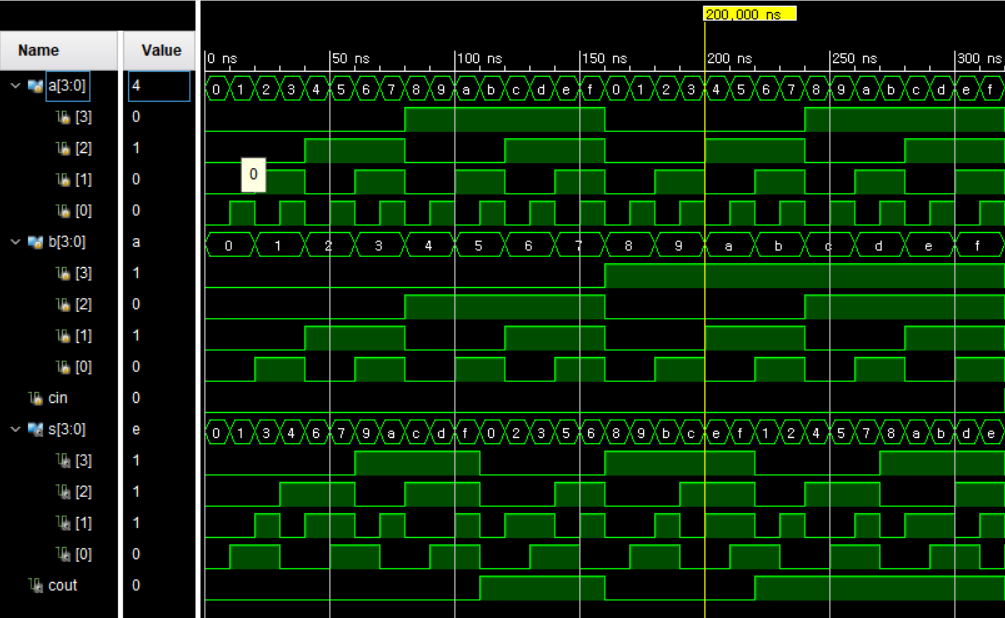 200,000 ns
Name Value
0 ns 50 ns 100 ns 150 ns 200 ns 250 ns 300 ns
a[3:0] 4 0 1 2 3 4 5 6 7 8 9 a b c d e f 0 1 2 3 4 5 6 7 8 9 a b c d e f
[3] 0
[2] 1
0
[1] 0
[0] 0
b[3:0] a 0 1 2 3 4 5 6 7 8 9 a b c d e f
[3] 1
[2] 0
[1] 1
[0] 0
cin 0
s[3:0] e 0 1 3 4 6 7 9 a c d f 0 2 3 5 6 8 9 b c e f 1 2 4 5 7 8 a b d e
[3] 1
[2] 1
[1] 1
[0] 0
cout 0